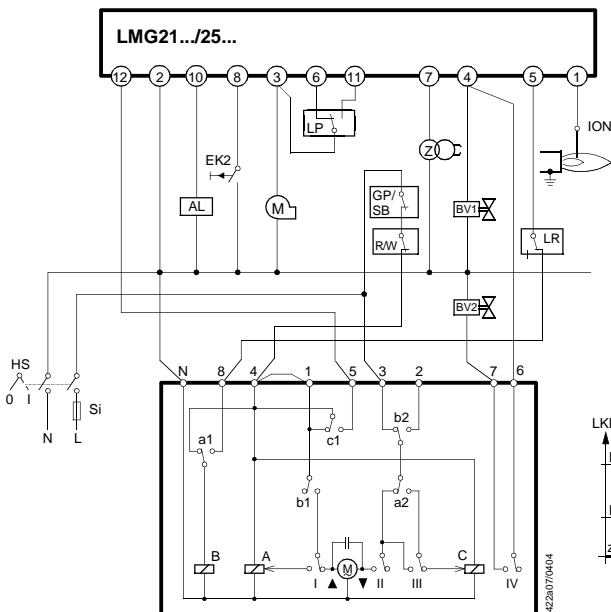 LMG21.../25...
12 2 10 8 3 6 11 7 4 5 1
LP
ION
EK2
Z
AL
M
GP/
SB
BV1
R/W
LR
BV2
HS
0 I
Si
N L
N 8 4 1 5 3 2 7 6
a1
c1
b2
b1
a2
B A I M II III C IV
422a07/0404